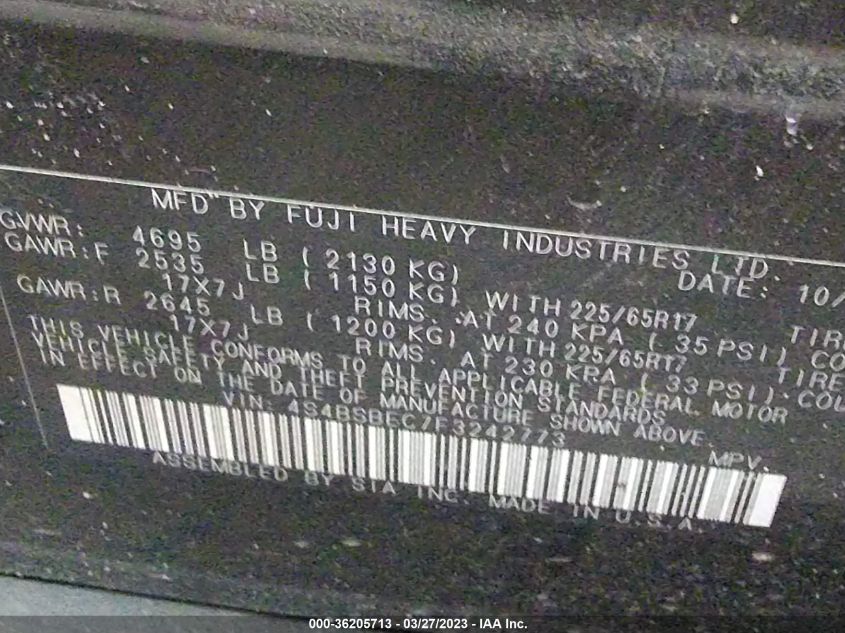 MFD BY FUJI HEAVY INDUSTRIES LTD.
GVWR: 4695 LB ( 2130 KG) DATE: 10/
GAWR:F 2535 LB ( 1150 KG) WITH 225/65R17 TIRE
17X7J RIMS. AT 240 KPA ( 35 PSI) CO
GAWR:R 2645 LB ( 1200 KG) WITH 225/65R17 TIRE
17X7J RIMS. AT 230 KPA ( 33 PSI) COL
THIS VEHICLE CONFORMS TO ALL APPLICABLE FEDERAL MOTOR
VEHICLE SAFETY AND THEFT PREVENTION STANDARDS
IN EFFECT ON THE DATE OF MANUFACTURE SHOWN ABOVE.
VIN: 4S4BSBEC7F3242773 MPV.
ASSEMBLED BY SIA INC. MADE IN U.S.A
000-36205713 - 03/27/2023 - IAA Inc.